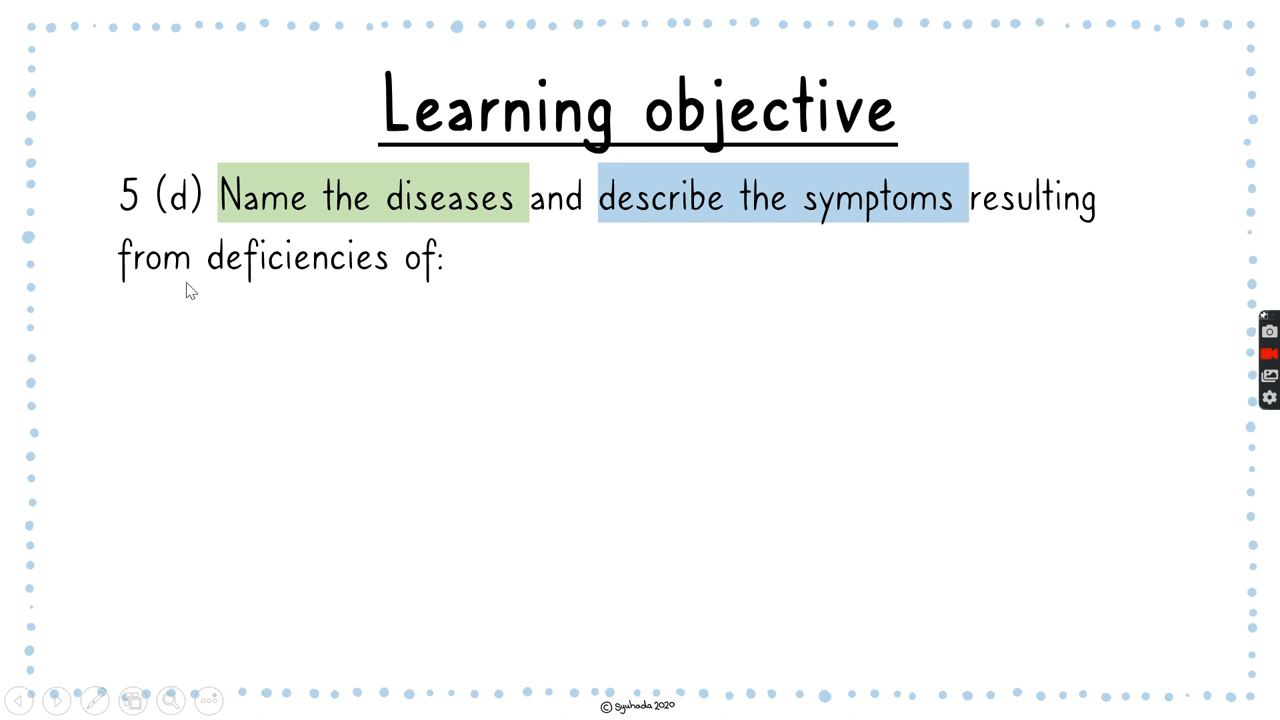 Learning objective
5 (d) Name the diseases and describe the symptoms resulting
from deficiencies of:
© Syuhada 2020